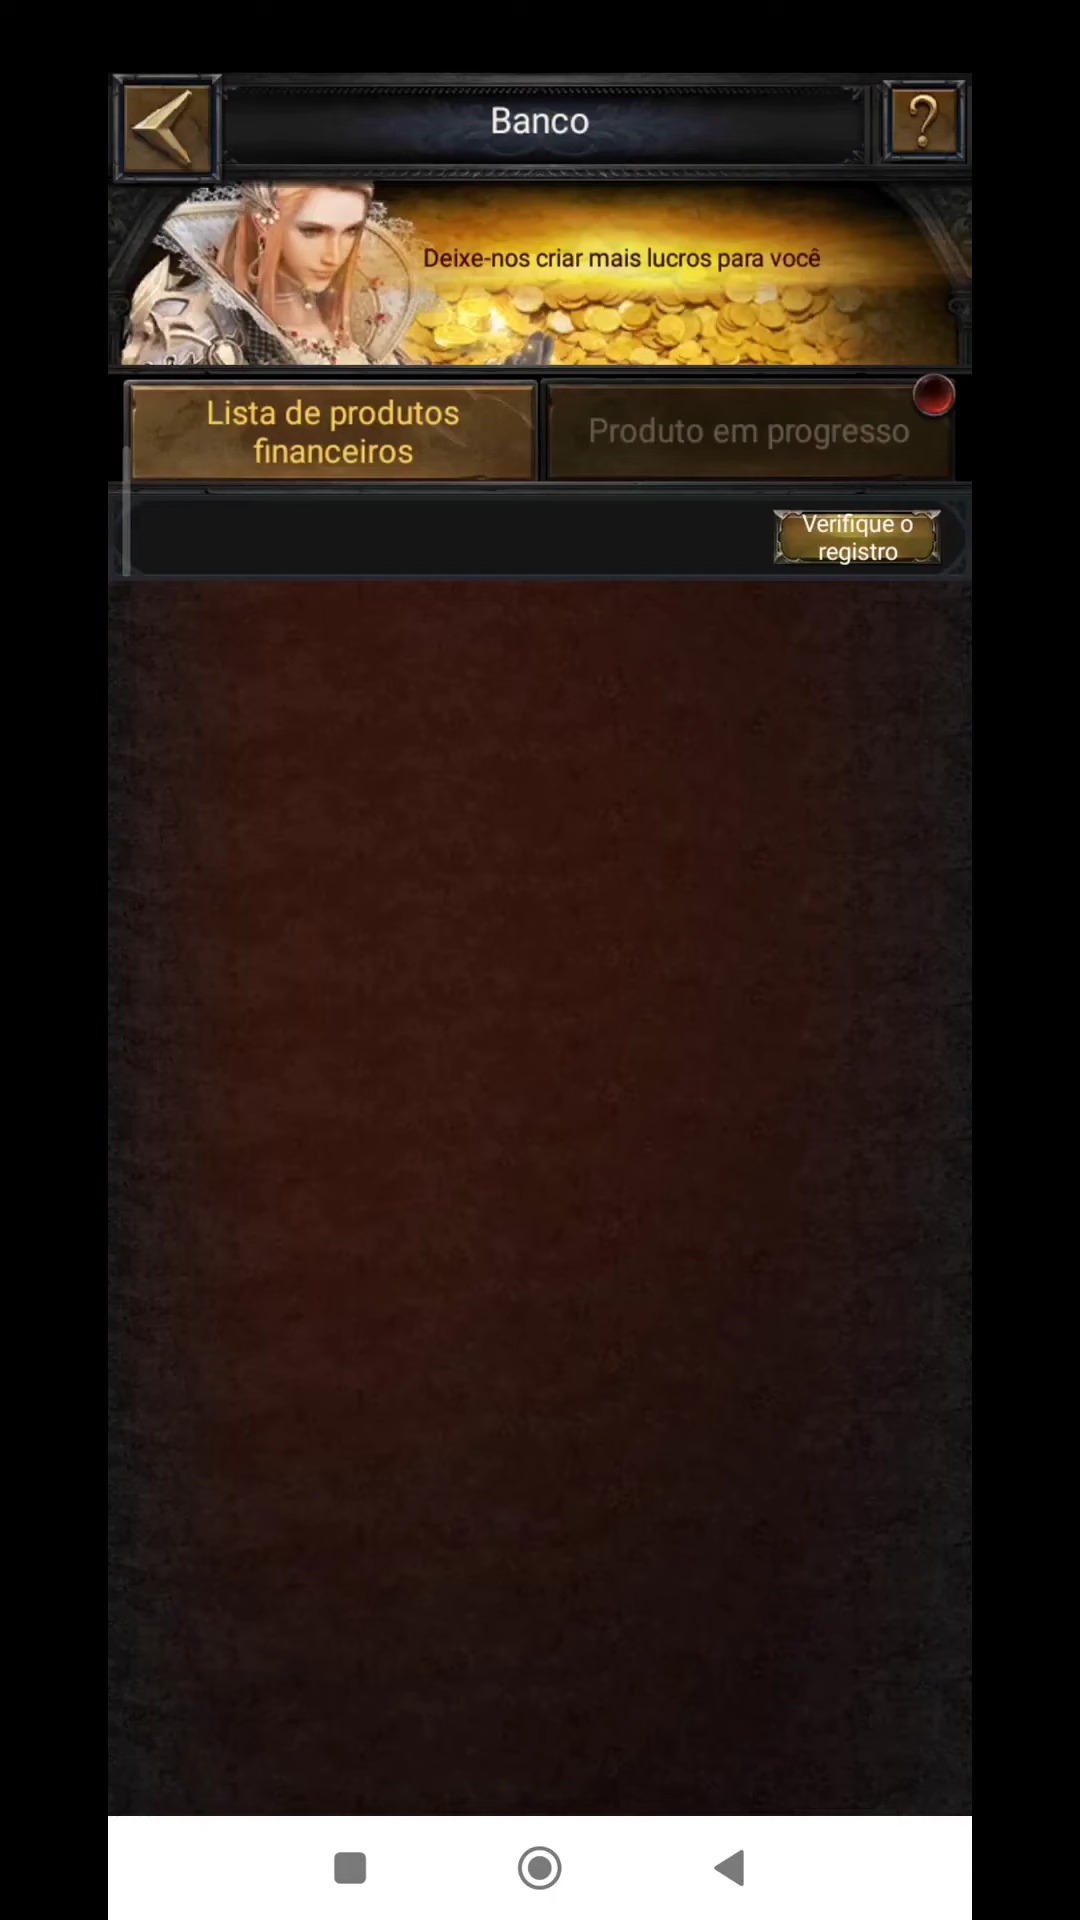 Banco
Deixe-nos criar mais lucros para você
Lista de produtos
financeiros
Produto em progresso
Verifique o
registro